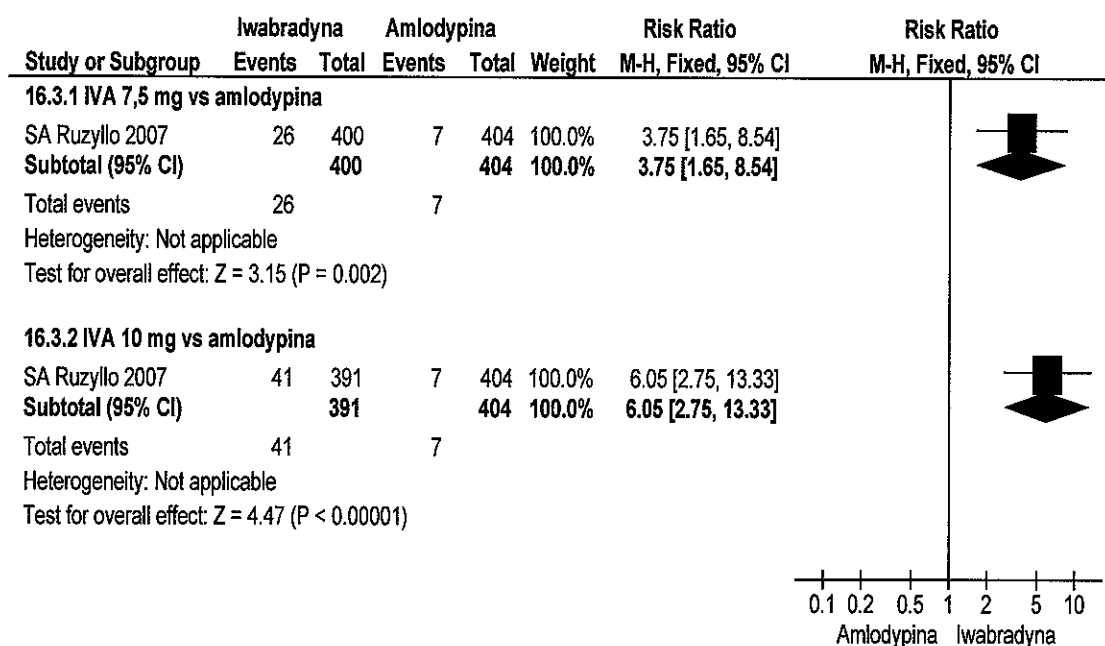 Iwabradyna Amlodypina Risk Ratio Risk Ratio
Study or Subgroup Events Total Events Total Weight M-H, Fixed, 95% CI M-H, Fixed, 95% CI
16.3.1 IVA 7,5 mg vs amlodypina
SA Ruzyllo 2007 26 400 7 404 100.0% 3.75 [1.65, 8.54]
Subtotal (95% CI) 400 404 100.0% 3.75 [1.65, 8.54]
Total events 26 7
Heterogeneity: Not applicable
Test for overall effect: Z = 3.15 (P = 0.002)
16.3.2 IVA 10 mg vs amlodypina
SA Ruzyllo 2007 41 391 7 404 100.0% 6.05 [2.75, 13.33]
Subtotal (95% CI) 391 404 100.0% 6.05 [2.75, 13.33]
Total events 41 7
Heterogeneity: Not applicable
Test for overall effect: Z = 4.47 (P < 0.00001)
0.1 0.2 0.5 1 2 5 10
Amlodypina Iwabradyna